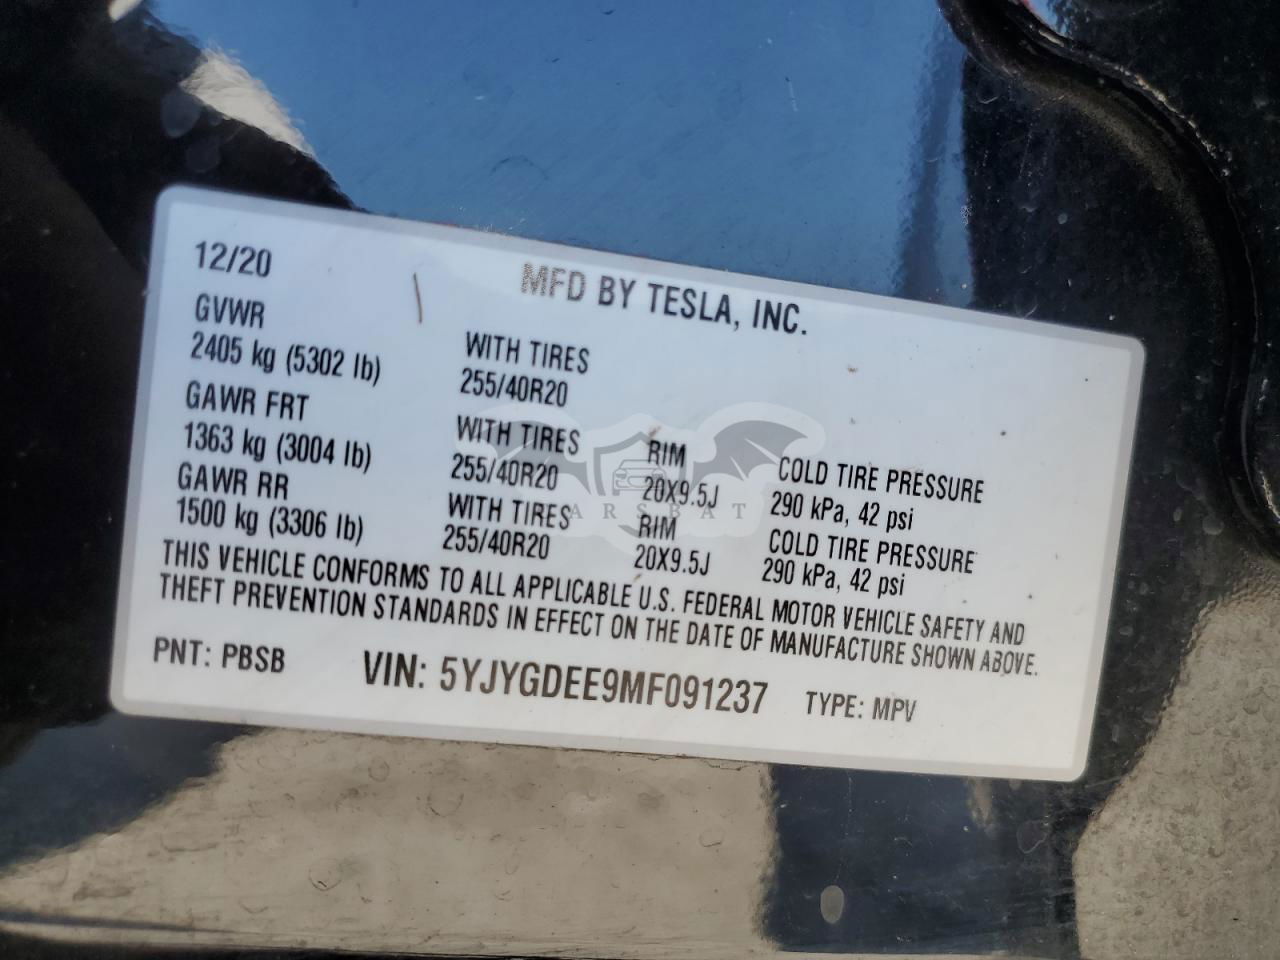 12/20 MFD BY TESLA, INC.
GVWR
2405 kg (5302 lb) WITH TIRES
255/40R20
GAWR FRT
1363 kg (3004 lb) WITH TIRES RIM COLD TIRE PRESSURE
255/40R20 20X9.5J 290 kPa, 42 psi
GAWR RR
1500 kg (3306 lb) WITH TIRES RIM COLD TIRE PRESSURE
255/40R20 20X9.5J 290 kPa, 42 psi
THIS VEHICLE CONFORMS TO ALL APPLICABLE U.S. FEDERAL MOTOR VEHICLE SAFETY AND
THEFT PREVENTION STANDARDS IN EFFECT ON THE DATE OF MANUFACTURE SHOWN ABOVE.
PNT: PBSB VIN: 5YJYGDEE9MF091237 TYPE: MPV